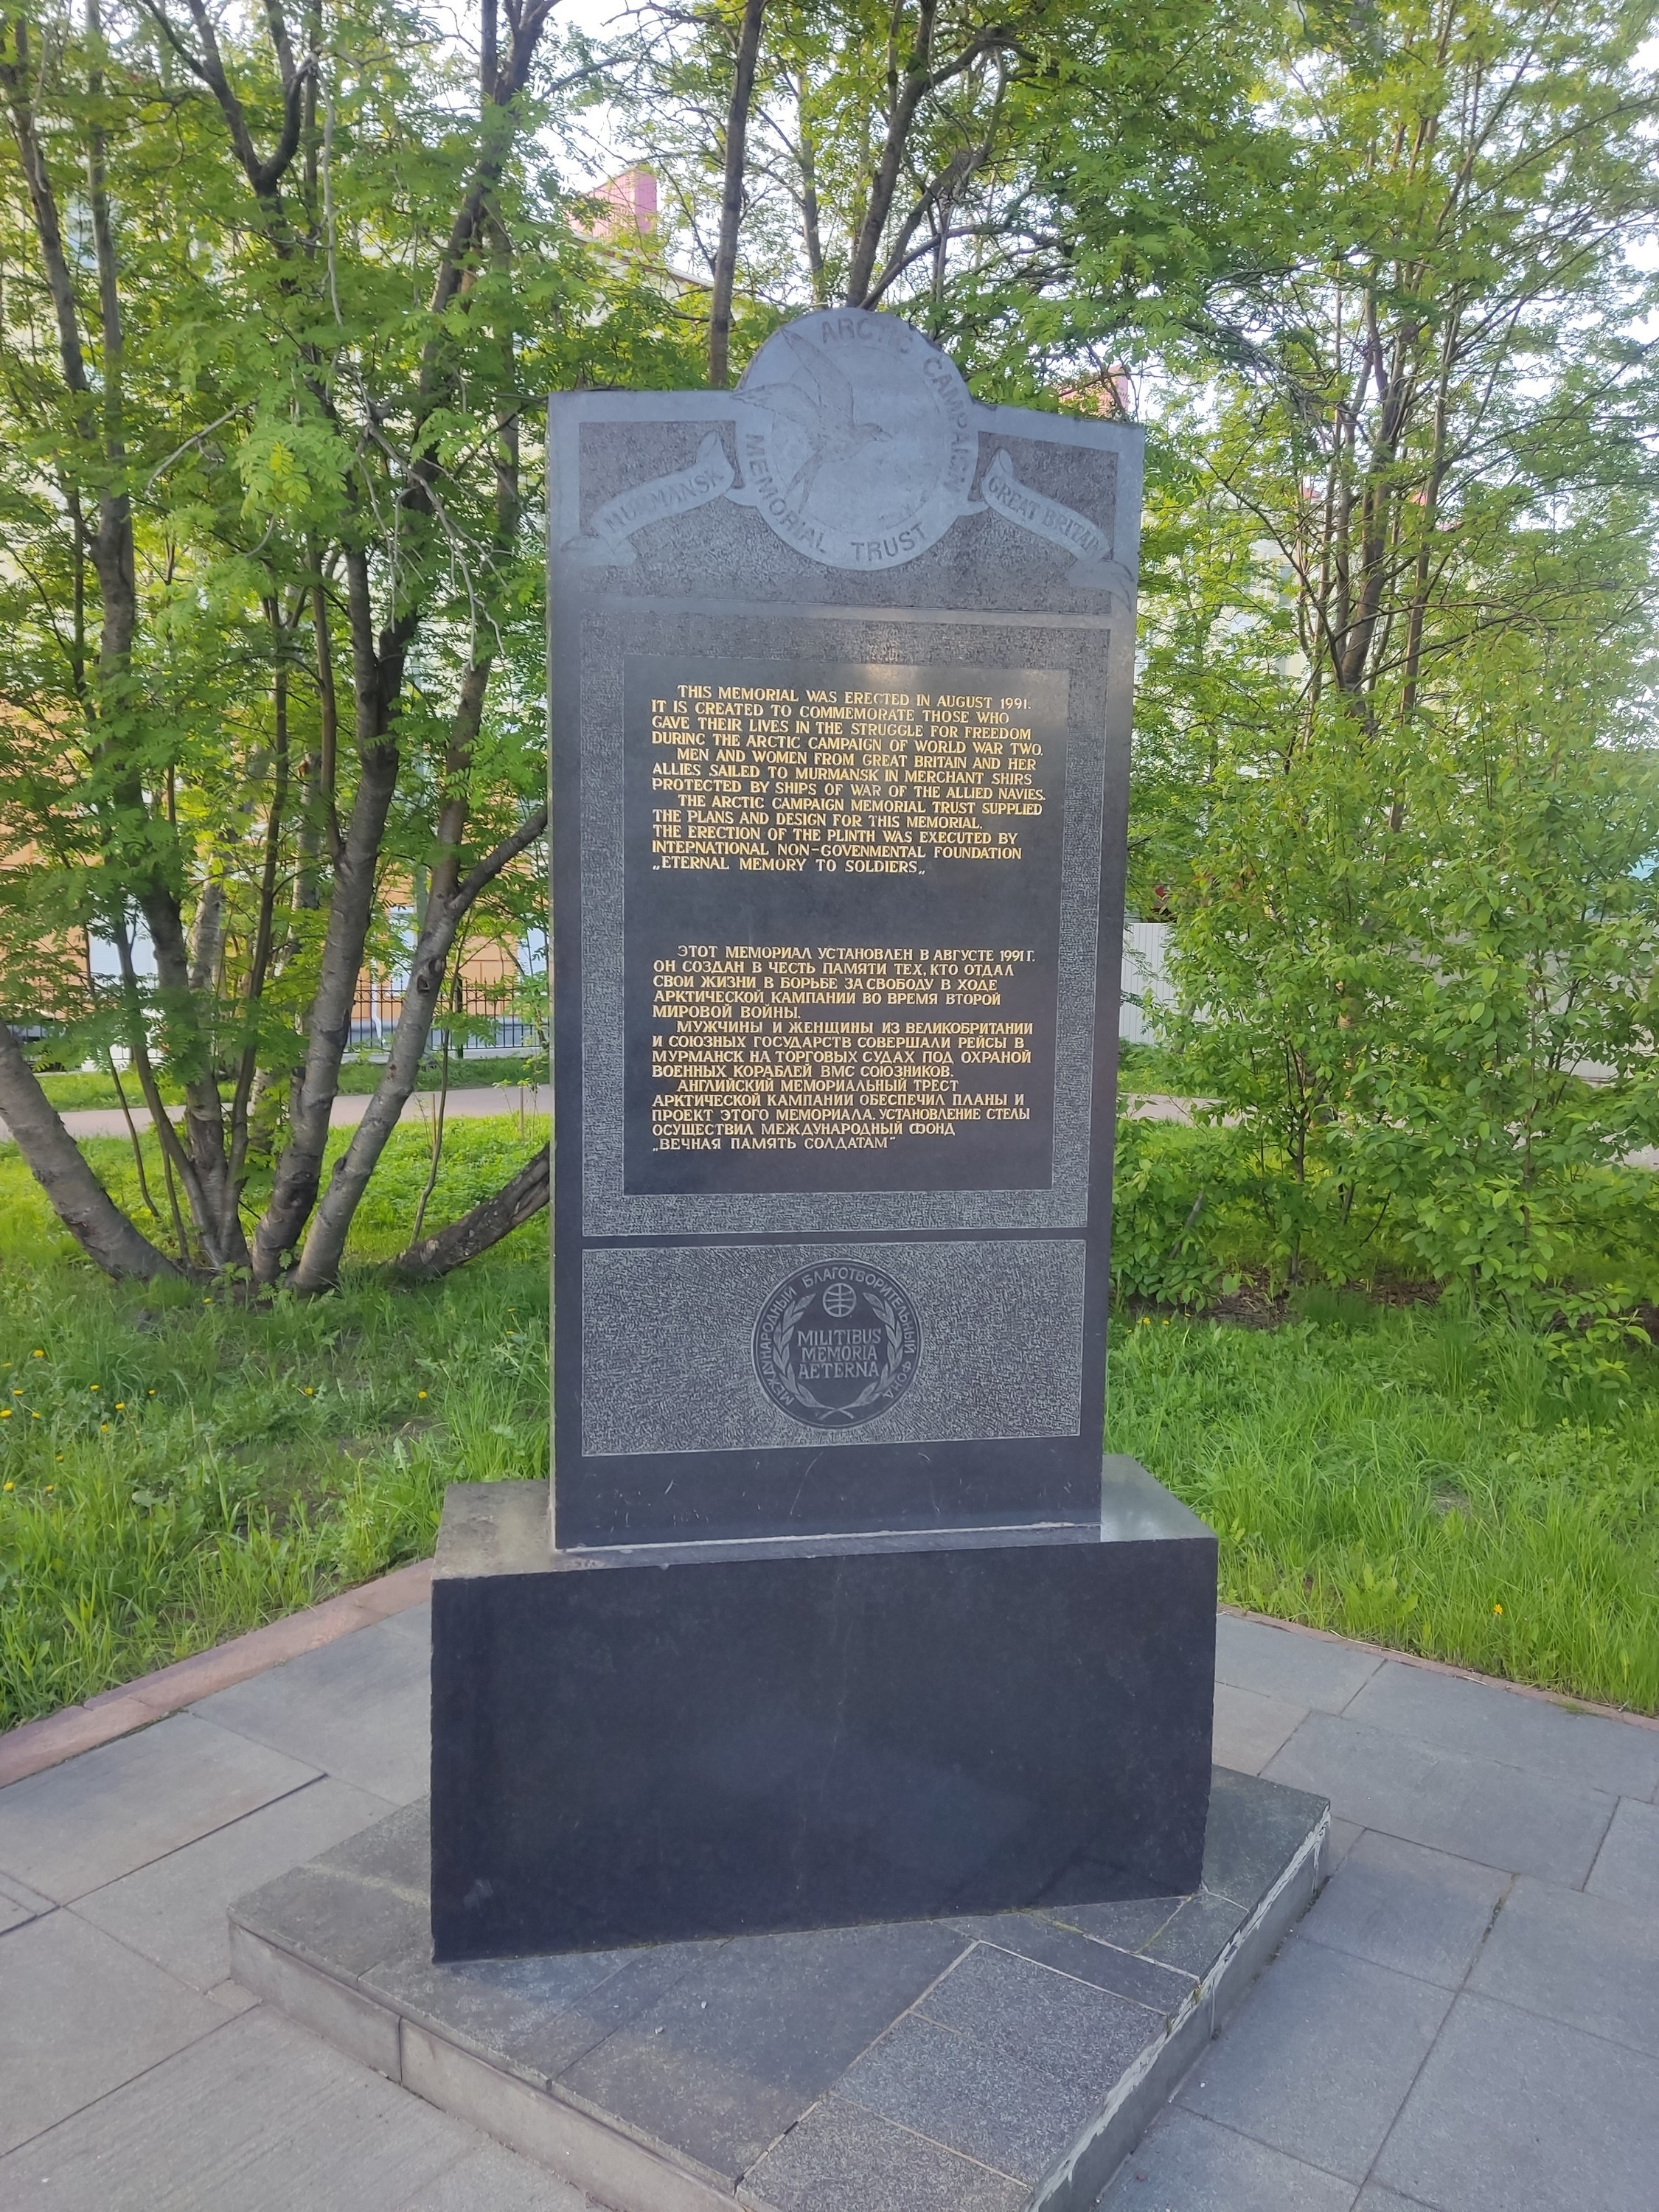 ARCTIC CAMPAIGN
MEMORIAL TRUST
MURMANSK
GREAT BRITAIN
THIS MEMORIAL WAS ERECTED IN AUGUST 1991.
IT IS CREATED TO COMMEMORATE THOSE WHO
GAVE THEIR LIVES IN THE STRUGGLE FOR FREEDOM
DURINC THE ARCTIC CAMPAIGN OF WORLD WAR TWO.
MEN AND WOMEN FROM GREAT BRITAIN AND HER
ALLIES SAILED TO MURMANSK IN MERCHANT SHIRS
PROTECTED BY SHIPS OF WAR OF THE ALLIED NAVIES.
THE ARCTIC CAMPAIGN MEMORIAL TRUST SUPPLIED
THE PLANS AND DESIGN FOR THIS MEMORIAL.
THE ERECTION OF THE PLINTH WAS EXECUTED BY
INTERNATIONAL NON-GOVENMENTAL FOUNDATION
„ETERNAL MEMORY TO SOLDIERS„
ЭТОТ МЕМОРИАЛ УСТАНОВЛЕН В АВГУСТЕ 1991 Г.
ОН СОЗДАН В ЧЕСТЬ ПАМЯТИ ТЕХ, КТО ОТДАЛ
СВОИ ЖИЗНИ В БОРЬБЕ ЗА СВОБОДУ В ХОДЕ
АРКТИЧЕСКОЙ КАМПАНИИ ВО ВРЕМЯ ВТОРОЙ
МИРОВОЙ ВОЙНЫ.
МУЖЧИНЫ И ЖЕНЩИНЫ ИЗ ВЕЛИКОБРИТАНИИ
И СОЮЗНЫХ ГОСУДАРСТВ СОВЕРШАЛИ РЕЙСЫ В
МУРМАНСК НА ТОРГОВЫХ СУДАХ ПОД ОХРАНОЙ
ВОЕННЫХ КОРАБЛЕЙ ВМС СОЮЗНИКОВ.
АНГЛИЙСКИЙ МЕМОРИАЛЬНЫЙ ТРЕСТ
АРКТИЧЕСКОЙ КАМПАНИИ ОБЕСПЕЧИЛ ПЛАНЫ И
ПРОЕКТ ЭТОГО МЕМОРИАЛА. УСТАНОВЛЕНИЕ СТЕЛЫ
ОСУЩЕСТВИЛ МЕЖДУНАРОДНЫЙ ФОНД
„ВЕЧНАЯ ПАМЯТЬ СОЛДАТАМ"
МЕЖДУНАРОДНЫЙ БЛАГОТВОРИТЕЛЬНЫЙ ФОНД
MILITIBUS
MEMORIA
AETERNA